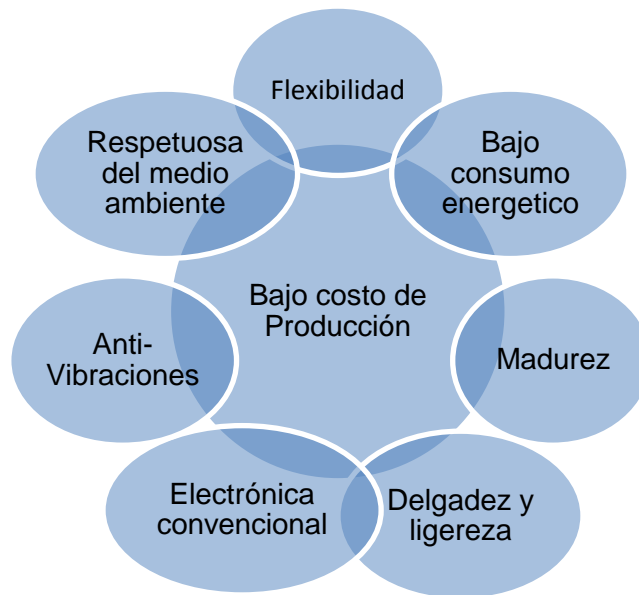 Flexibilidad
Bajo
consumo
energetico
Madurez
Delgadez y
ligereza
Electrónica
convencional
Anti-
Vibraciones
Respetuosa
del medio
ambiente
Bajo costo de
Producción